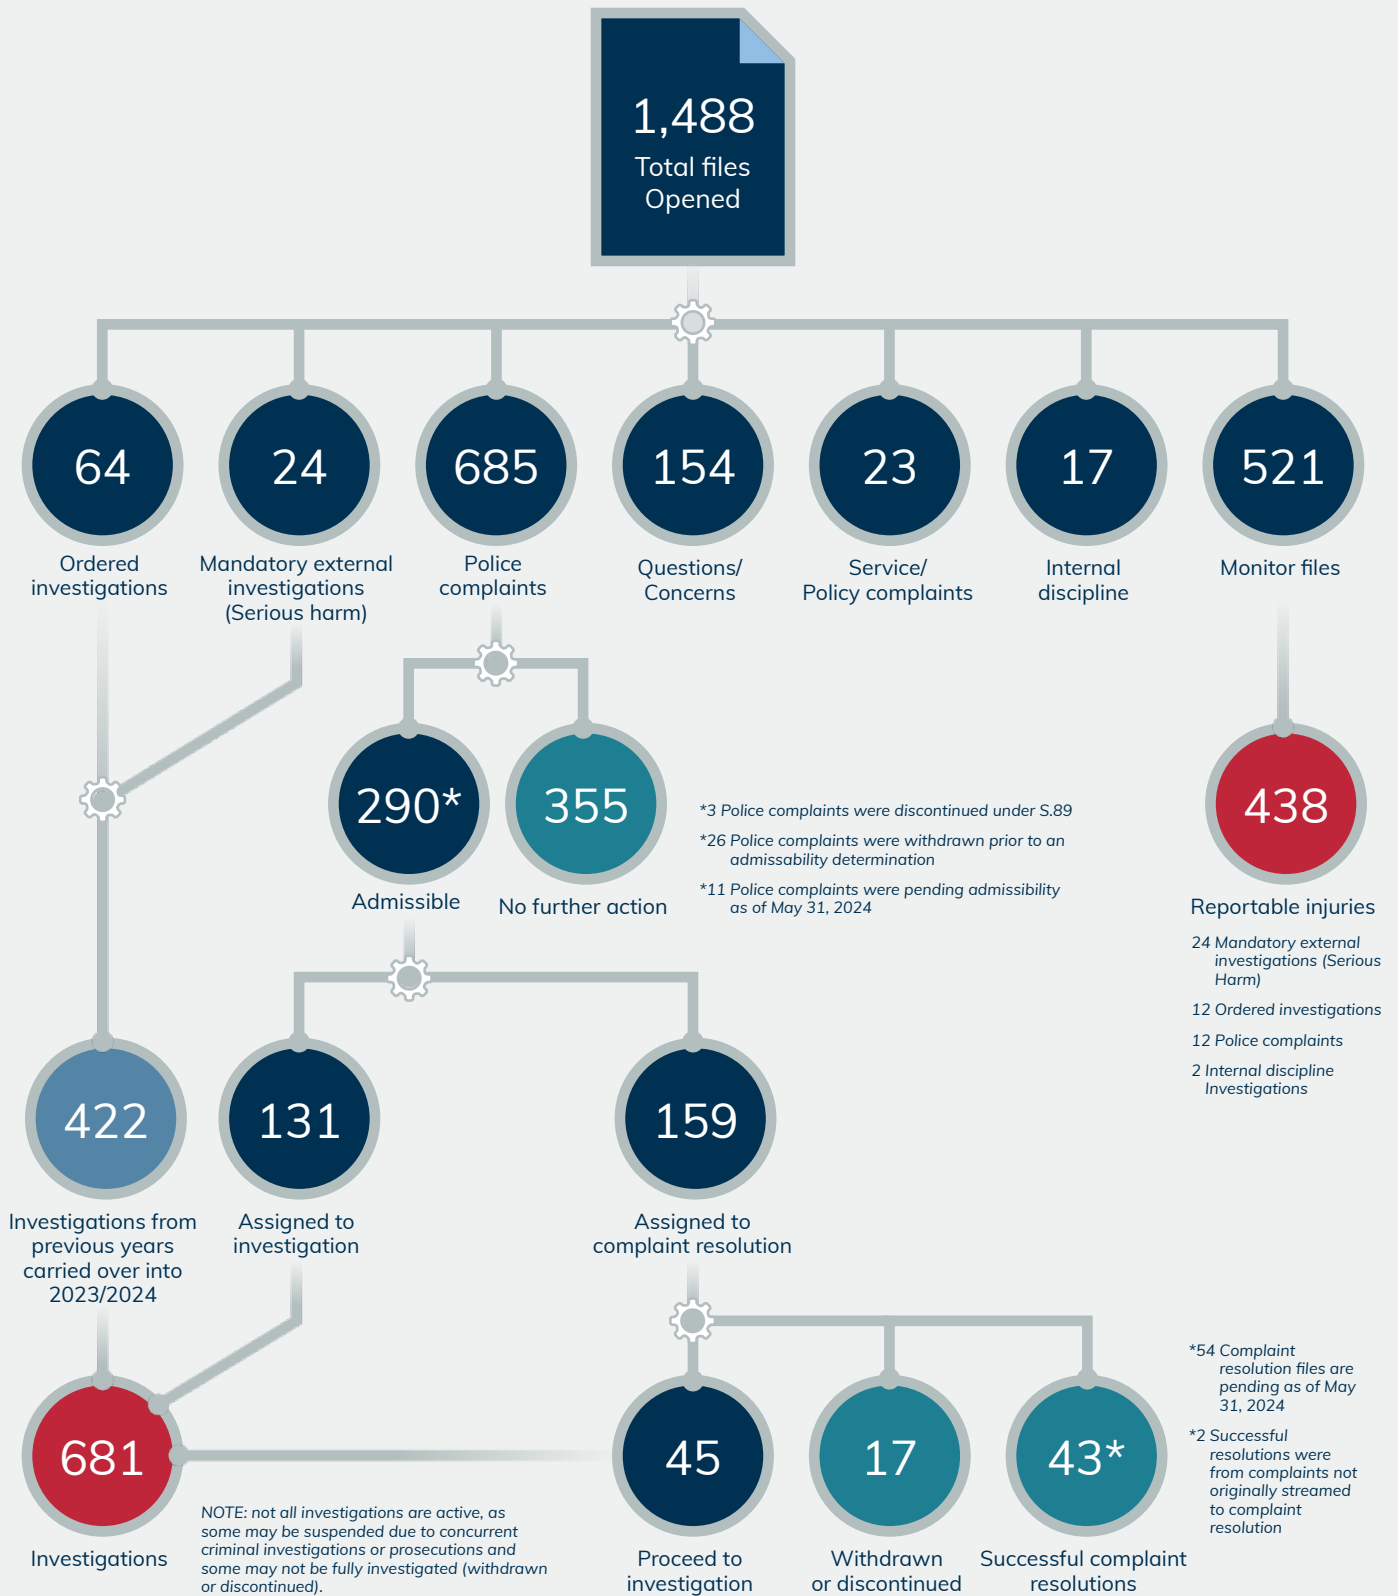 1,488
Total files
Opened
64
Ordered
investigations
24
Mandatory external
investigations
(Serious harm)
685
Police
complaints
154
Questions/
Concerns
23
Service/
Policy complaints
17
Internal
discipline
521
Monitor files
290*
Admissible
355
No further action
*3 Police complaints were discontinued under S.89
*26 Police complaints were withdrawn prior to an
admissability determination
*11 Police complaints were pending admissibility
as of May 31, 2024
438
Reportable injuries
24 Mandatory external
investigations (Serious
Harm)
12 Ordered investigations
12 Police complaints
2 Internal discipline
Investigations
422
Investigations from
previous years
carried over into
2023/2024
131
Assigned to
investigation
159
Assigned to
complaint resolution
681
Investigations
NOTE: not all investigations are active, as
some may be suspended due to concurrent
criminal investigations or prosecutions and
some may not be fully investigated (withdrawn
or discontinued).
45
Proceed to
investigation
17
Withdrawn
or discontinued
43*
Successful complaint
resolutions
*54 Complaint
resolution files are
pending as of May
31, 2024
*2 Successful
resolutions were
from complaints not
originally streamed
to complaint
resolution